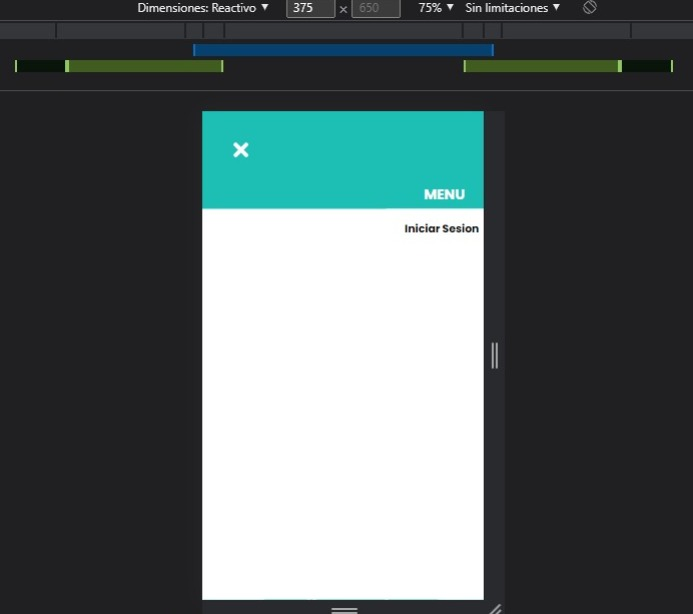 Dimensiones: Reactivo ▼ 375 × 650 75% ▼ Sin limitaciones ▼
MENU
Iniciar Sesion